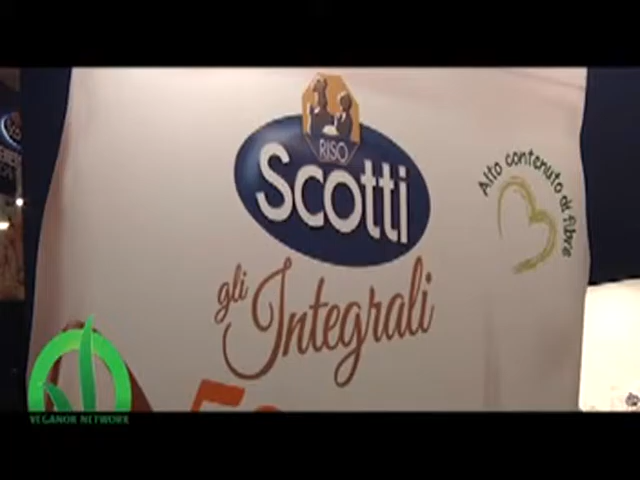 RISO
Scotti
Alto contenuto di fibre
gli Integrali
VEGANOK NETWORK